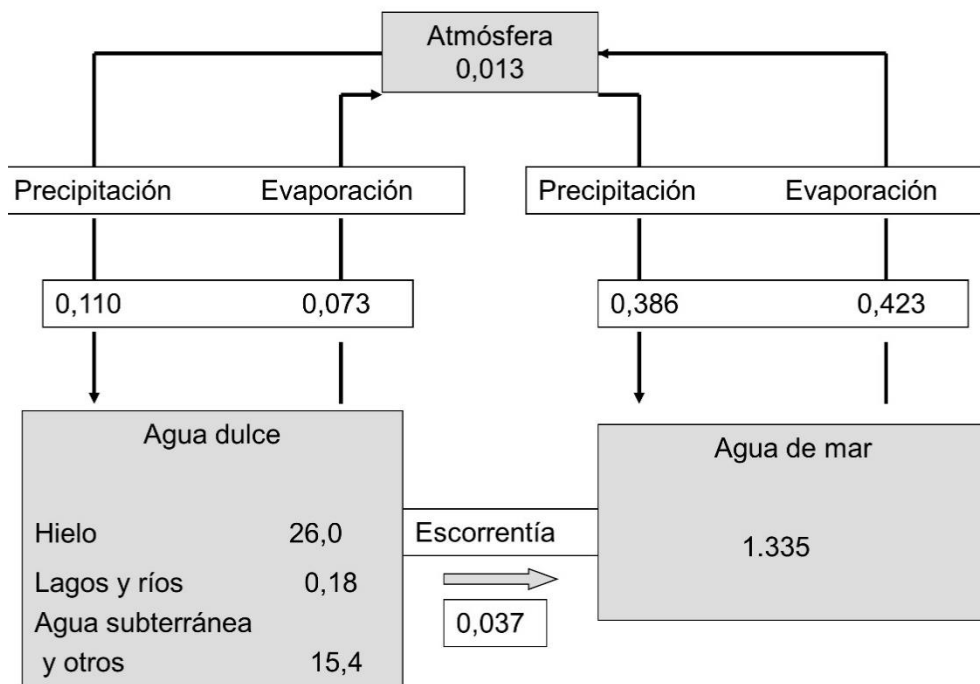 Atmósfera
0,013
Precipitación Evaporación
Precipitación Evaporación
0,110 0,073
0,386 0,423
Agua dulce
Hielo 26,0
Lagos y ríos 0,18
Agua subterránea
y otros 15,4
Escorrentía
0,037
Agua de mar
1.335